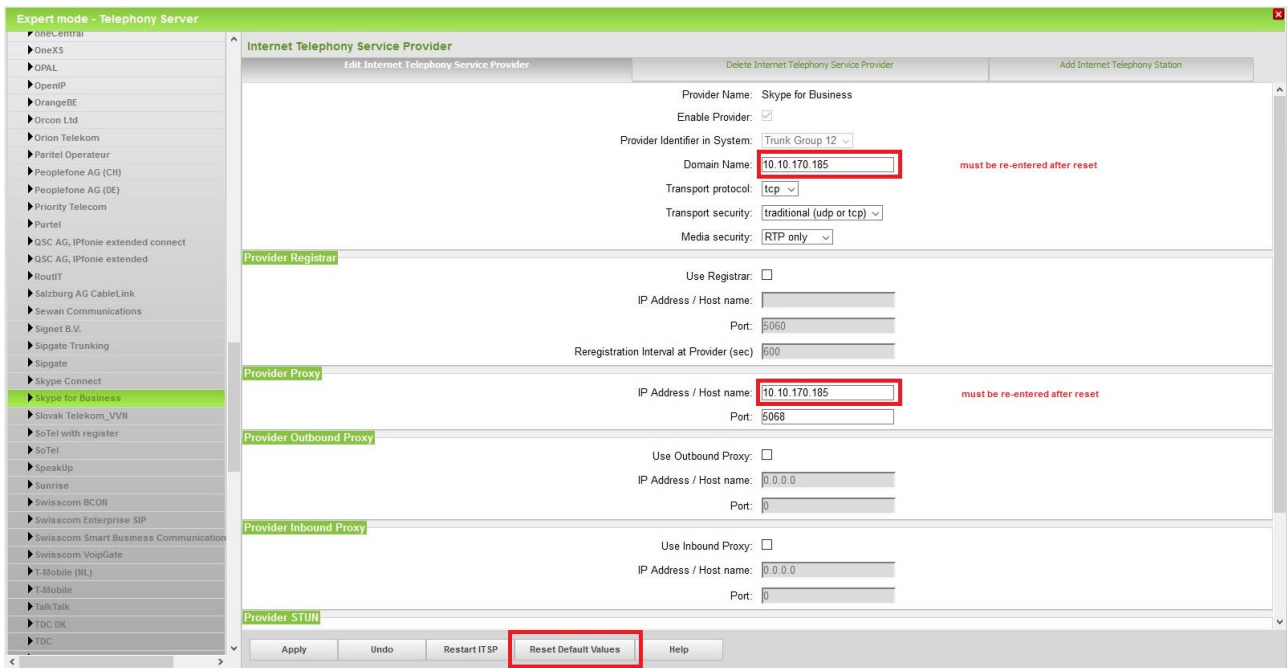 Expert mode - Telephony Server
oneCentral
OneXS
OPAL
OpenIP
OrangeBE
Orcon Ltd
Orion Telekom
Paritel Operateur
Peoplefone AG (CH)
Peoplefone AG (DE)
Priority Telecom
Purtel
QSC AG, IPfonie extended connect
QSC AG, IPfonie extended
RoutIT
Salzburg AG CableLink
Sewan Communications
Signet B.V.
Sipgate Trunking
Sipgate
Skype Connect
Skype for Business
Slovak Telekom_VVN
SoTel with register
SoTel
SpeakUp
Sunrise
Swisscom BCON
Swisscom Enterprise SIP
Swisscom Smart Business Communication
Swisscom VoipGate
T-Mobile (NL)
T-Mobile
TalkTalk
TDC DK
TDC
Internet Telephony Service Provider
Edit Internet Telephony Service Provider Delete Internet Telephony Service Provider Add Internet Telephony Station
Provider Name: Skype for Business
Enable Provider:
Provider Identifier in System: Trunk Group 12
Domain Name: 10.10.170.185 must be re-entered after reset
Transport protocol: tcp
Transport security: traditional (udp or tcp)
Media security: RTP only
Provider Registrar
Use Registrar:
IP Address / Host name:
Port: 5060
Reregistration Interval at Provider (sec) 600
Provider Proxy
IP Address / Host name: 10.10.170.185 must be re-entered after reset
Port: 5068
Provider Outbound Proxy
Use Outbound Proxy:
IP Address / Host name: 0.0.0.0
Port: 0
Provider Inbound Proxy
Use Inbound Proxy:
IP Address / Host name: 0.0.0.0
Port: 0
Provider STUN
Apply Undo Restart ITSP Reset Default Values Help